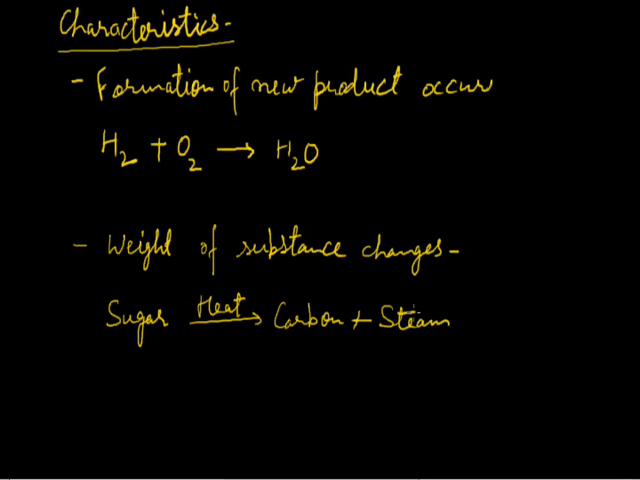 Characteristics -
- Formation of new product occur
H₂ + O₂ → H₂O
- Weight of substance changes -
Sugar Heat→ Carbon + Steam